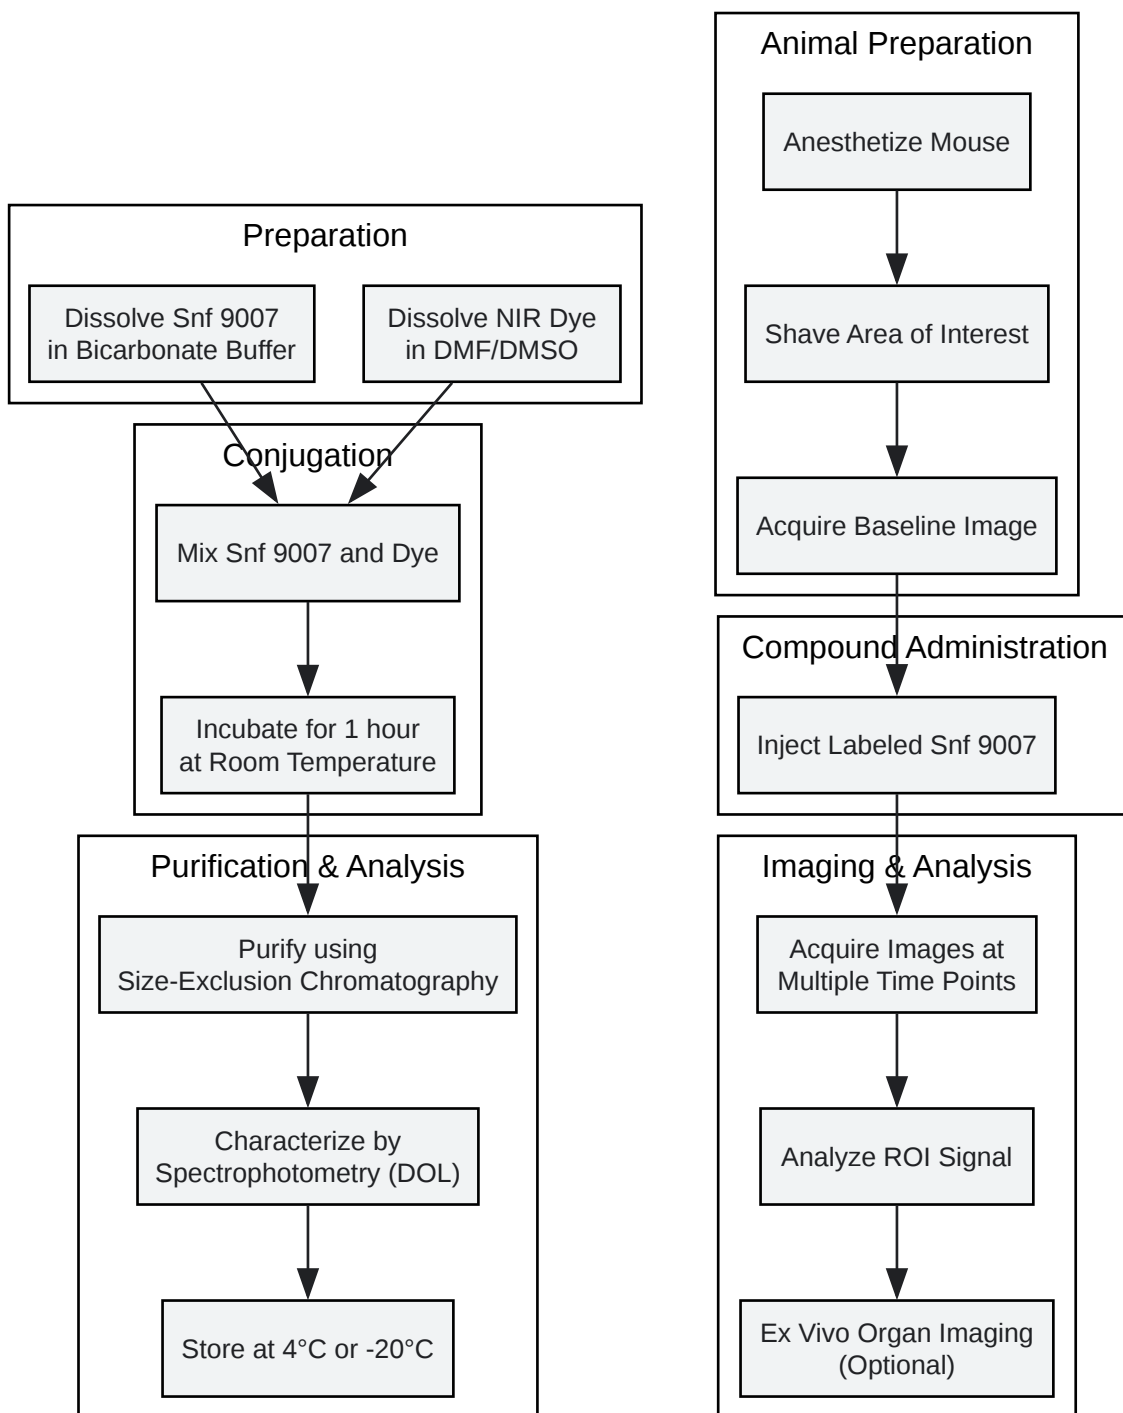 Preparation
Dissolve Snf 9007
in Bicarbonate Buffer
Dissolve NIR Dye
in DMF/DMSO
Conjugation
Mix Snf 9007 and Dye
Incubate for 1 hour
at Room Temperature
Purification & Analysis
Purify using
Size-Exclusion Chromatography
Characterize by
Spectrophotometry (DOL)
Store at 4°C or -20°C
Animal Preparation
Anesthetize Mouse
Shave Area of Interest
Acquire Baseline Image
Compound Administration
Inject Labeled Snf 9007
Imaging & Analysis
Acquire Images at
Multiple Time Points
Analyze ROI Signal
Ex Vivo Organ Imaging
(Optional)